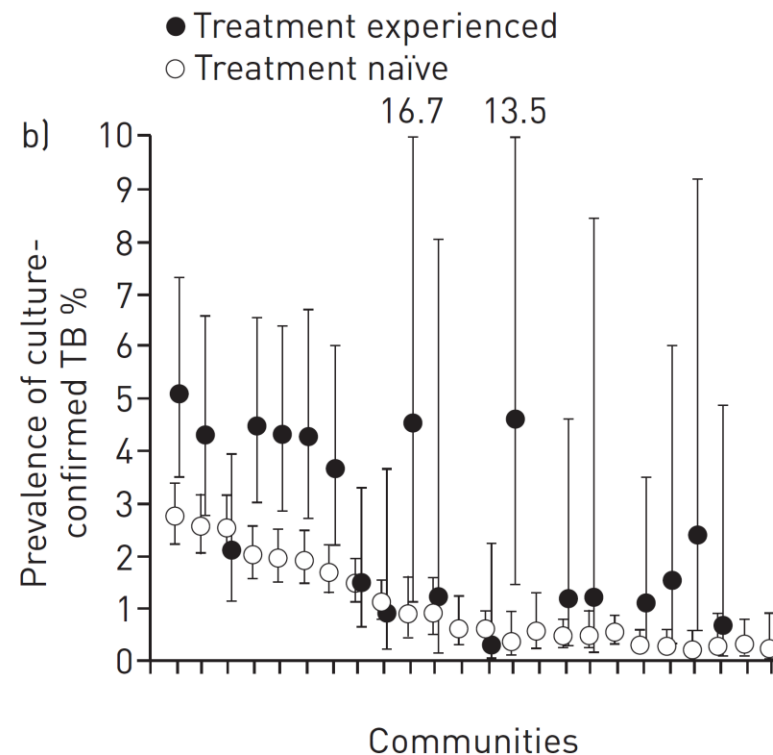 Treatment experienced
Treatment naïve
b)
16.7 13.5
10
9
8
7
6
5
4
3
2
1
0
Prevalence of culture-
confirmed TB %
Communities